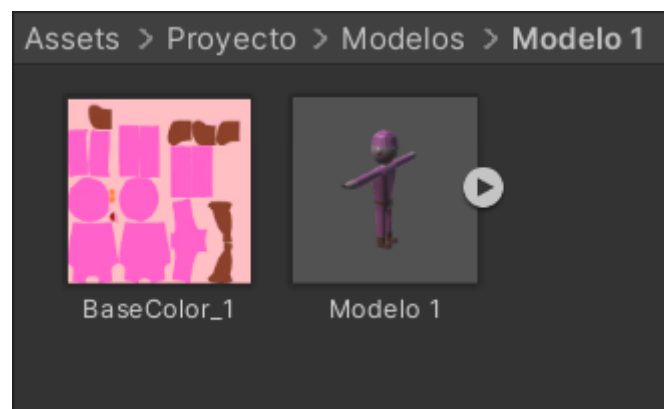 Assets > Proyecto > Modelos > Modelo 1
BaseColor_1
Modelo 1